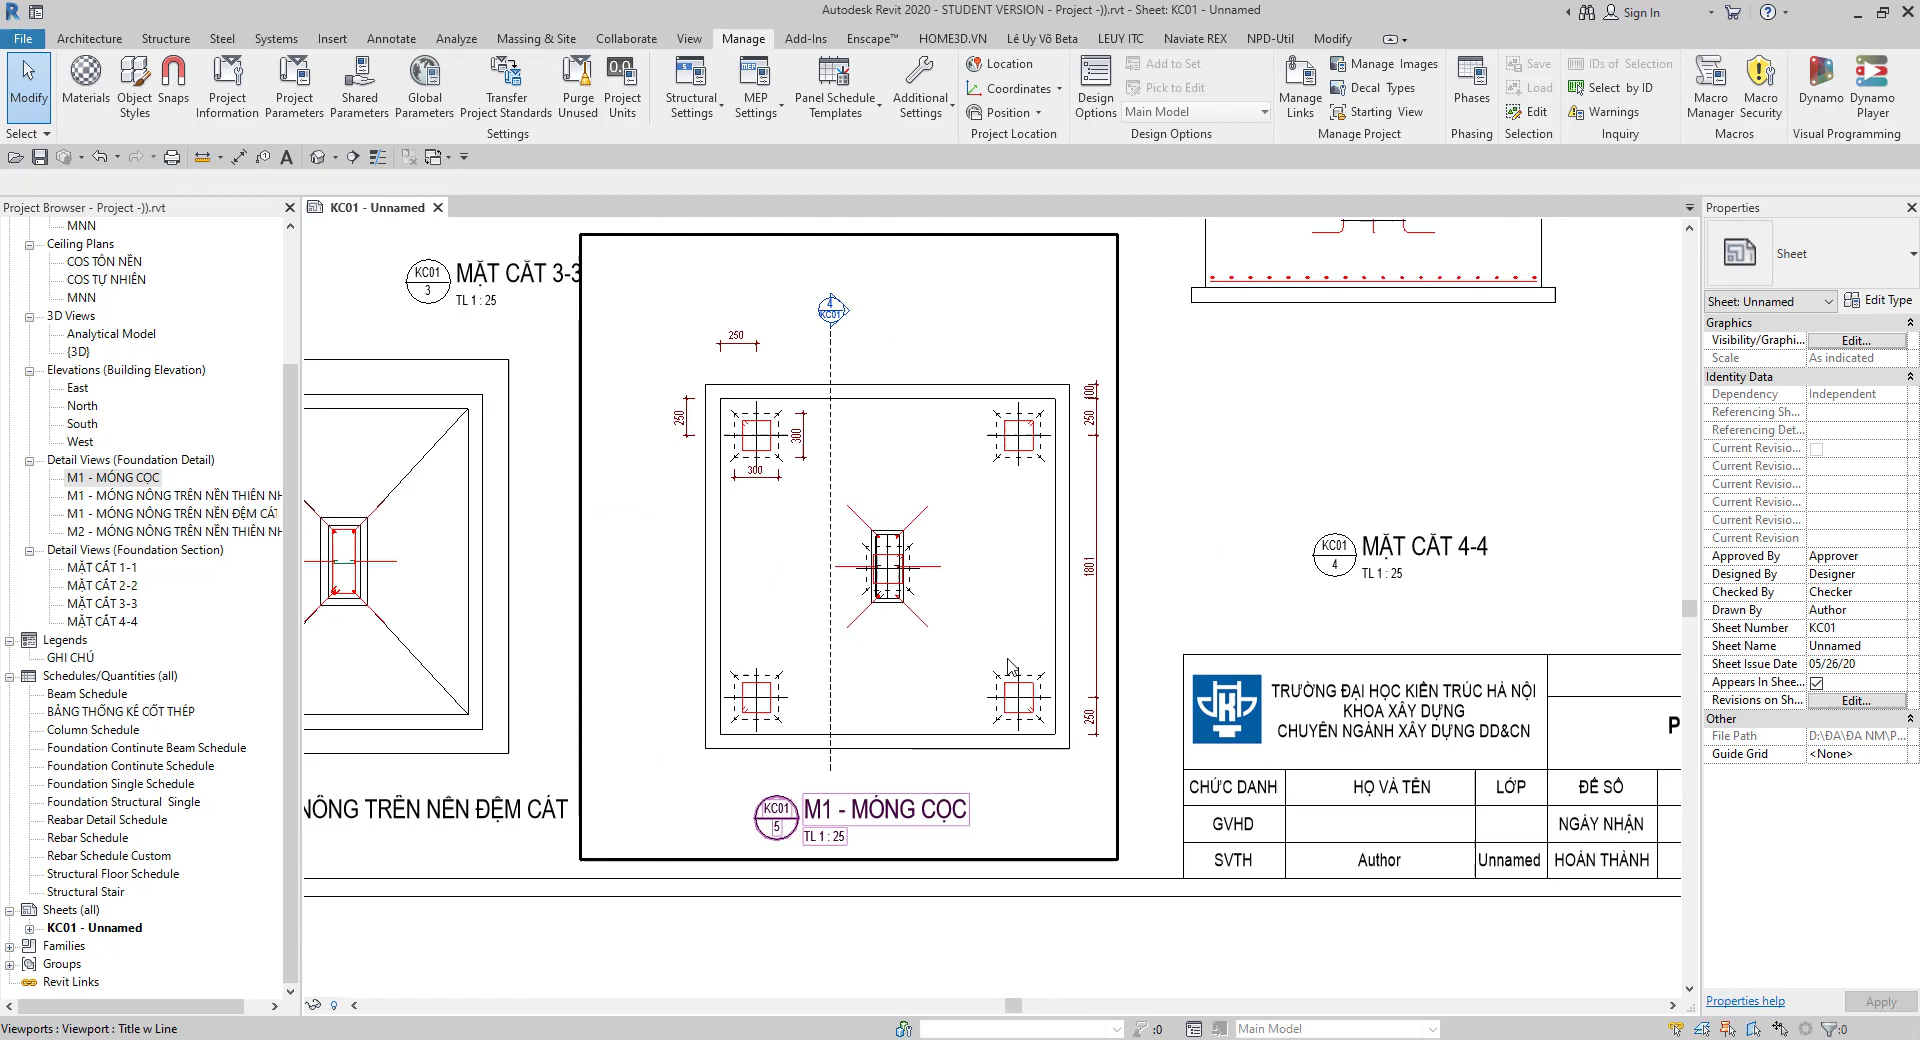 Autodesk Revit 2020 - STUDENT VERSION - Project -)).rvt - Sheet: KC01 - Unnamed
Sign In
File Architecture Structure Steel Systems Insert Annotate Analyze Massing & Site Collaborate View Manage Add-Ins Enscape™ HOME3D.VN Lê Uy Võ Beta LEUY ITC Naviate REX NPD-Util Modify
Modify
Materials
Object Styles
Snaps
Project Information
Project Parameters
Shared Parameters
Global Parameters
Transfer Project Standards
Purge Unused
Project Units
Structural Settings
MEP Settings
Panel Schedule Templates
Additional Settings
Location
Coordinates
Position
Design Options
Add to Set
Pick to Edit
Main Model
Manage Links
Manage Images
Decal Types
Starting View
Phases
Save
Load
Edit
IDs of Selection
Select by ID
Warnings
Macro Manager
Macro Security
Dynamo
Dynamo Player
Select
Settings
Project Location
Design Options
Manage Project
Phasing
Selection
Inquiry
Macros
Visual Programming
Project Browser - Project -)).rvt
MNN
Ceiling Plans
COS TÔN NỀN
COS TỰ NHIÊN
MNN
3D Views
Analytical Model
{3D}
Elevations (Building Elevation)
East
North
South
West
Detail Views (Foundation Detail)
M1 - MÓNG CỌC
M1 - MÓNG NÔNG TRÊN NỀN THIÊN NH
M1 - MÓNG NÔNG TRÊN NỀN ĐỆM CÁT
M2 - MÓNG NÔNG TRÊN NỀN THIÊN NH
Detail Views (Foundation Section)
MẶT CẮT 1-1
MẶT CẮT 2-2
MẶT CẮT 3-3
MẶT CẮT 4-4
Legends
GHI CHÚ
Schedules/Quantities (all)
Beam Schedule
BẢNG THỐNG KÊ CỐT THÉP
Column Schedule
Foundation Continute Beam Schedule
Foundation Continute Schedule
Foundation Single Schedule
Foundation Structural Single
Reabar Detail Schedule
Rebar Schedule
Rebar Schedule Custom
Structural Floor Schedule
Structural Stair
Sheets (all)
KC01 - Unnamed
Families
Groups
Revit Links
KC01 - Unnamed
KC01
3
MẶT CẮT 3-3
TL 1 : 25
4
KC01
250
100
250
250
300
300
1801
250
KC01
5
M1 - MÓNG CỌC
TL 1 : 25
NÔNG TRÊN NỀN ĐỆM CÁT
KC01
4
MẶT CẮT 4-4
TL 1 : 25
TRƯỜNG ĐẠI HỌC KIẾN TRÚC HÀ NỘI
KHOA XÂY DỰNG
CHUYÊN NGÀNH XÂY DỰNG DD&CN
P
CHỨC DANH HỌ VÀ TÊN LỚP ĐỀ SỐ
GVHD NGÀY NHẬN
SVTH Author Unnamed HOÀN THÀNH
Properties
Sheet
Sheet: Unnamed Edit Type
Graphics
Visibility/Graphi... Edit...
Scale As indicated
Identity Data
Dependency Independent
Referencing Sh...
Referencing Det...
Current Revisio...
Current Revisio...
Current Revisio...
Current Revisio...
Current Revisio...
Current Revision
Approved By Approver
Designed By Designer
Checked By Checker
Drawn By Author
Sheet Number KC01
Sheet Name Unnamed
Sheet Issue Date 05/26/20
Appears In Shee...
Revisions on Sh... Edit...
Other
File Path D:\ĐA\ĐA NM\P...
Guide Grid <None>
Properties help Apply
Viewports : Viewport : Title w Line
:0
Main Model
:0